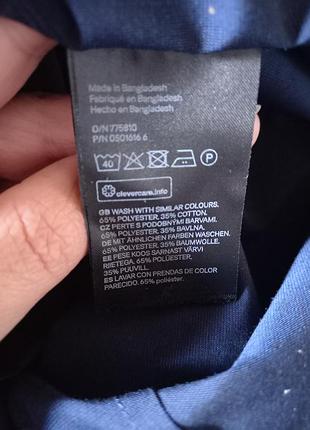 Made in Bangladesh
Fabriqué en Bangladesh
Hecho en Bangladesh
O/N 775810
P/N 0501616 6
40
P
clevercare.info
GB WASH WITH SIMILAR COLOURS.
65% POLYESTER, 35% COTTON.
CZ PERTE S PODOBNÝMI BARVAMI.
65% POLYESTER, 35% BAVLNA.
DE MIT ÄHNLICHEN FARBEN WASCHEN.
65% POLYESTER, 35% BAUMWOLLE.
EE PESE KOOS SARNAST VÄRVI
RIIETEGA. 65% POLÜESTER,
35% PUUVILL.
ES LAVAR CON PRENDAS DE COLOR
PARECIDO. 65% poliéster,